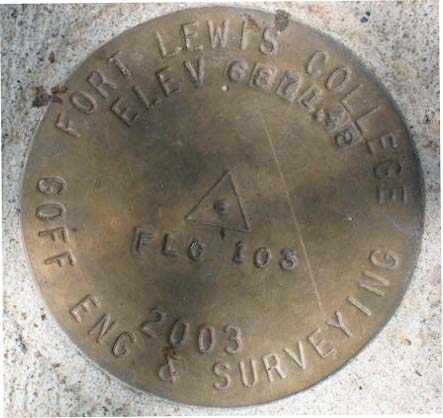 FORT LEWIS COLLEGE
ELEV
FLC 103
2003
GOFF ENG & SURVEYING